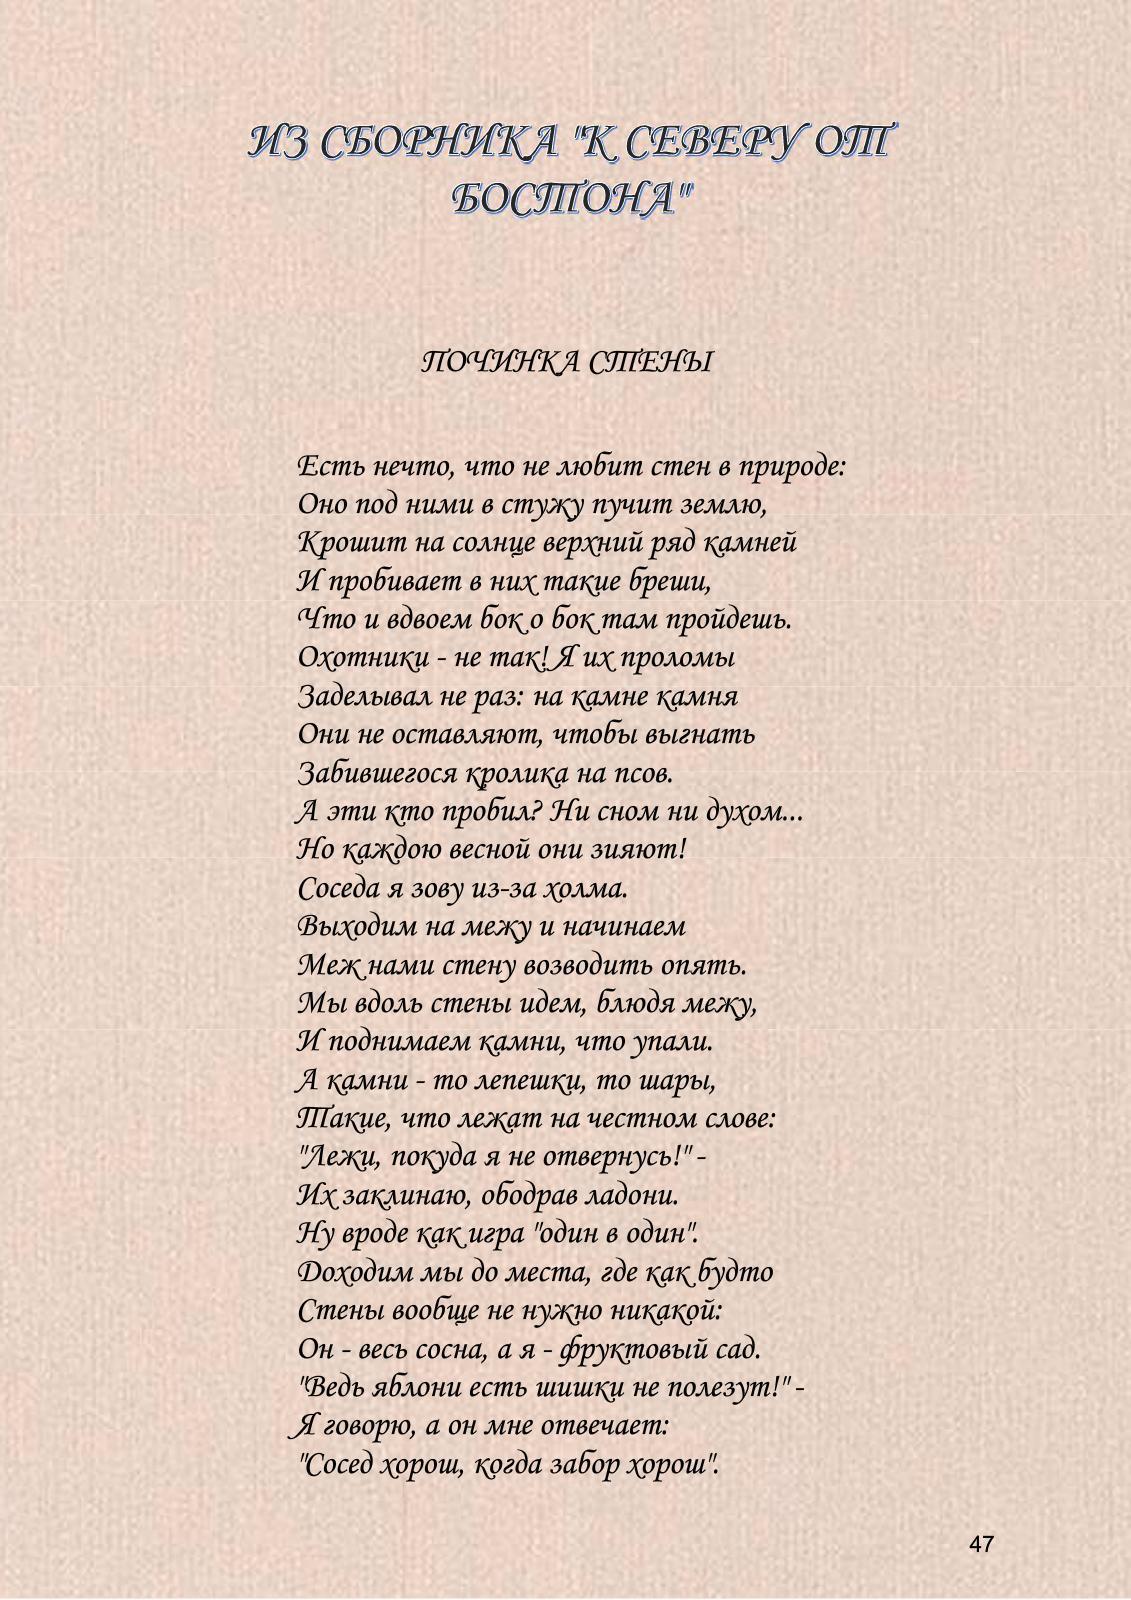 ИЗ СБОРНИКА "К СЕВЕРУ ОТ
БОСТОНА"
ПОЧИНКА СТЕНЫ
Есть нечто, что не любит стен в природе:
Оно под ними в стужу пучит землю,
Крошит на солнце верхний ряд камней
И пробивает в них такие бреши,
Что и вдвоем бок о бок там пройдешь.
Охотники - не так! Я их проломы
Заделывал не раз: на камне камня
Они не оставляют, чтобы выгнать
Забившегося кролика на псов.
А эти кто пробил? Ни сном ни духом...
Но каждою весной они зияют!
Соседа я зову из-за холма.
Выходим на межу и начинаем
Меж нами стену возводить опять.
Мы вдоль стены идем, блюдя межу,
И поднимаем камни, что упали.
А камни - то лепешки, то шары,
Такие, что лежат на честном слове:
"Лежи, покуда я не отвернусь!" -
Их заклинаю, ободрав ладони.
Ну вроде как игра "один в один".
Доходим мы до места, где как будто
Стены вообще не нужно никакой:
Он - весь сосна, а я - фруктовый сад.
"Ведь яблони есть шишки не полезут!" -
Я говорю, а он мне отвечает:
"Сосед хорош, когда забор хорош".
47